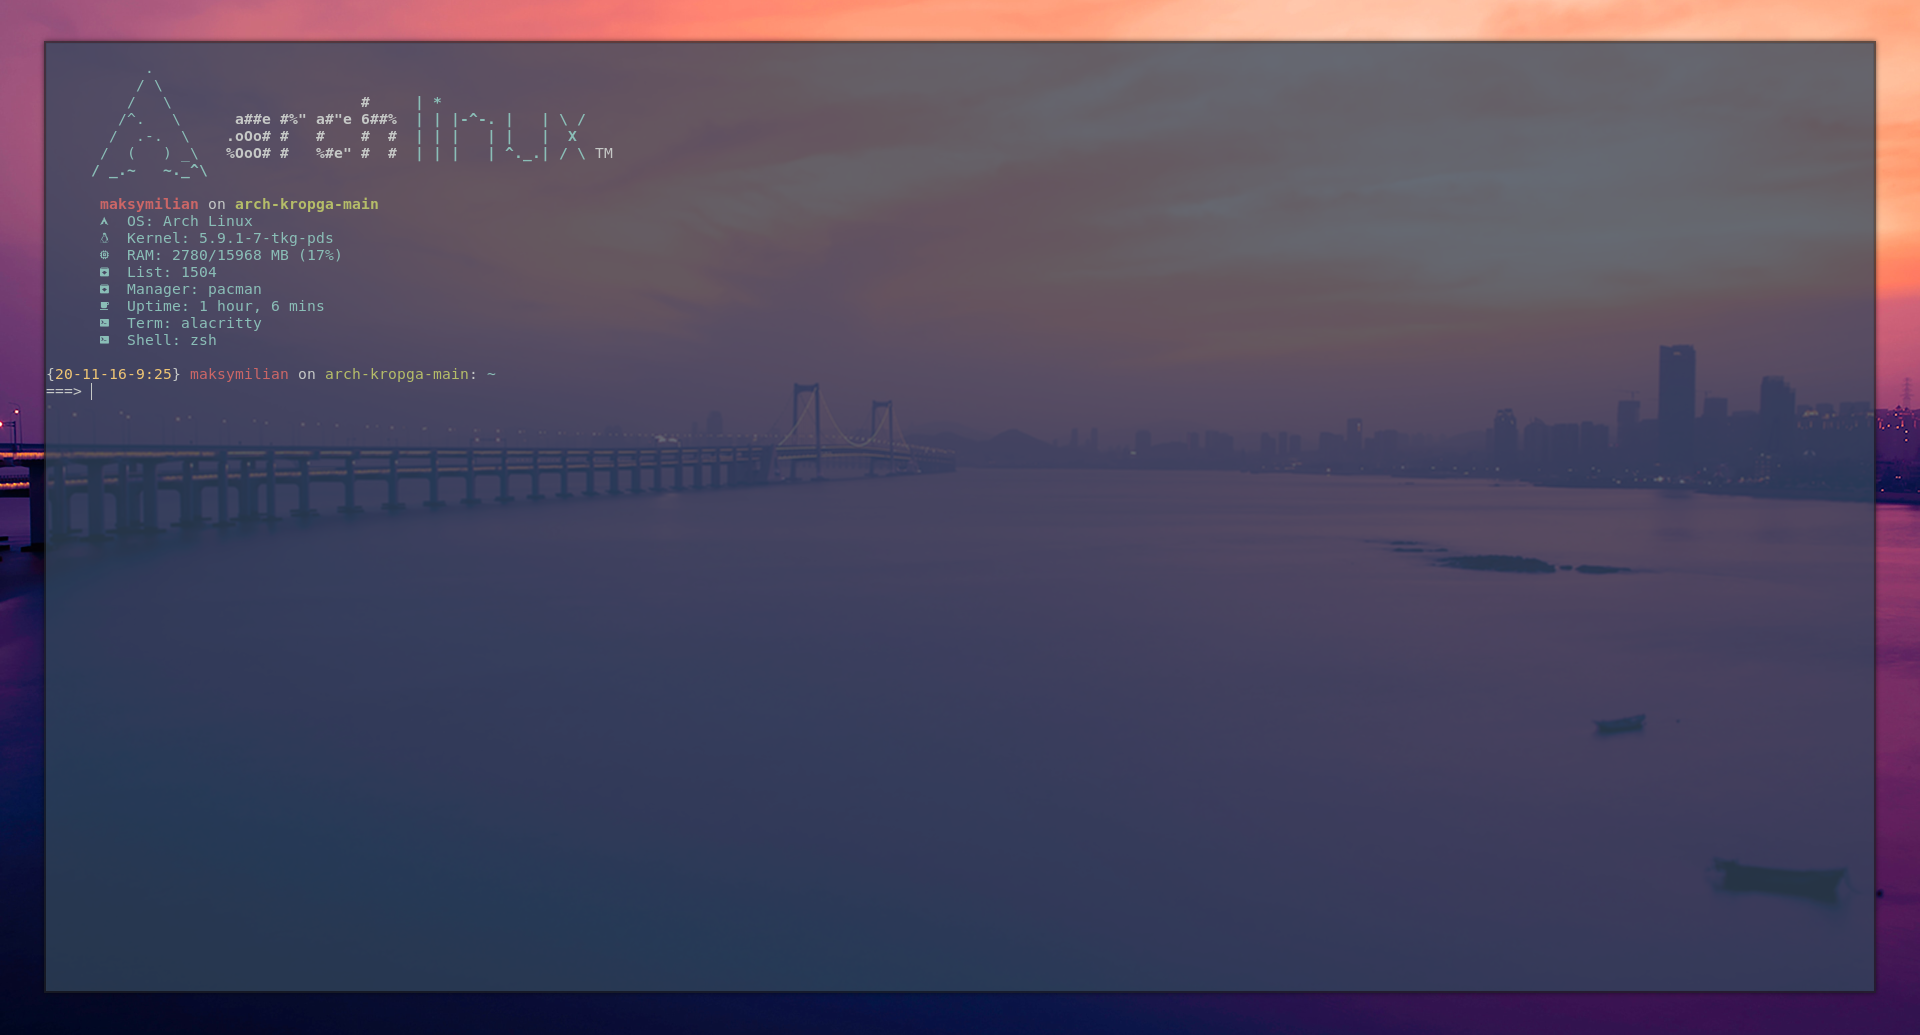 .
      / \
     /   \                     #     | *
    /^.   \      a##e #%" a#"e 6##%  | | |-^-. |   | \ /
   /  .-.  \    .oOo# #   #    #  #  | | |   | |   |  X
  /  (   ) _\   %OoO# #   %#e" #  #  | | |   | ^._.| / \ TM
 / _.~   ~._^\
maksymilian on arch-kropga-main
OS: Arch Linux
Kernel: 5.9.1-7-tkg-pds
RAM: 2780/15968 MB (17%)
List: 1504
Manager: pacman
Uptime: 1 hour, 6 mins
Term: alacritty
Shell: zsh
{20-11-16-9:25} maksymilian on arch-kropga-main: ~
===>